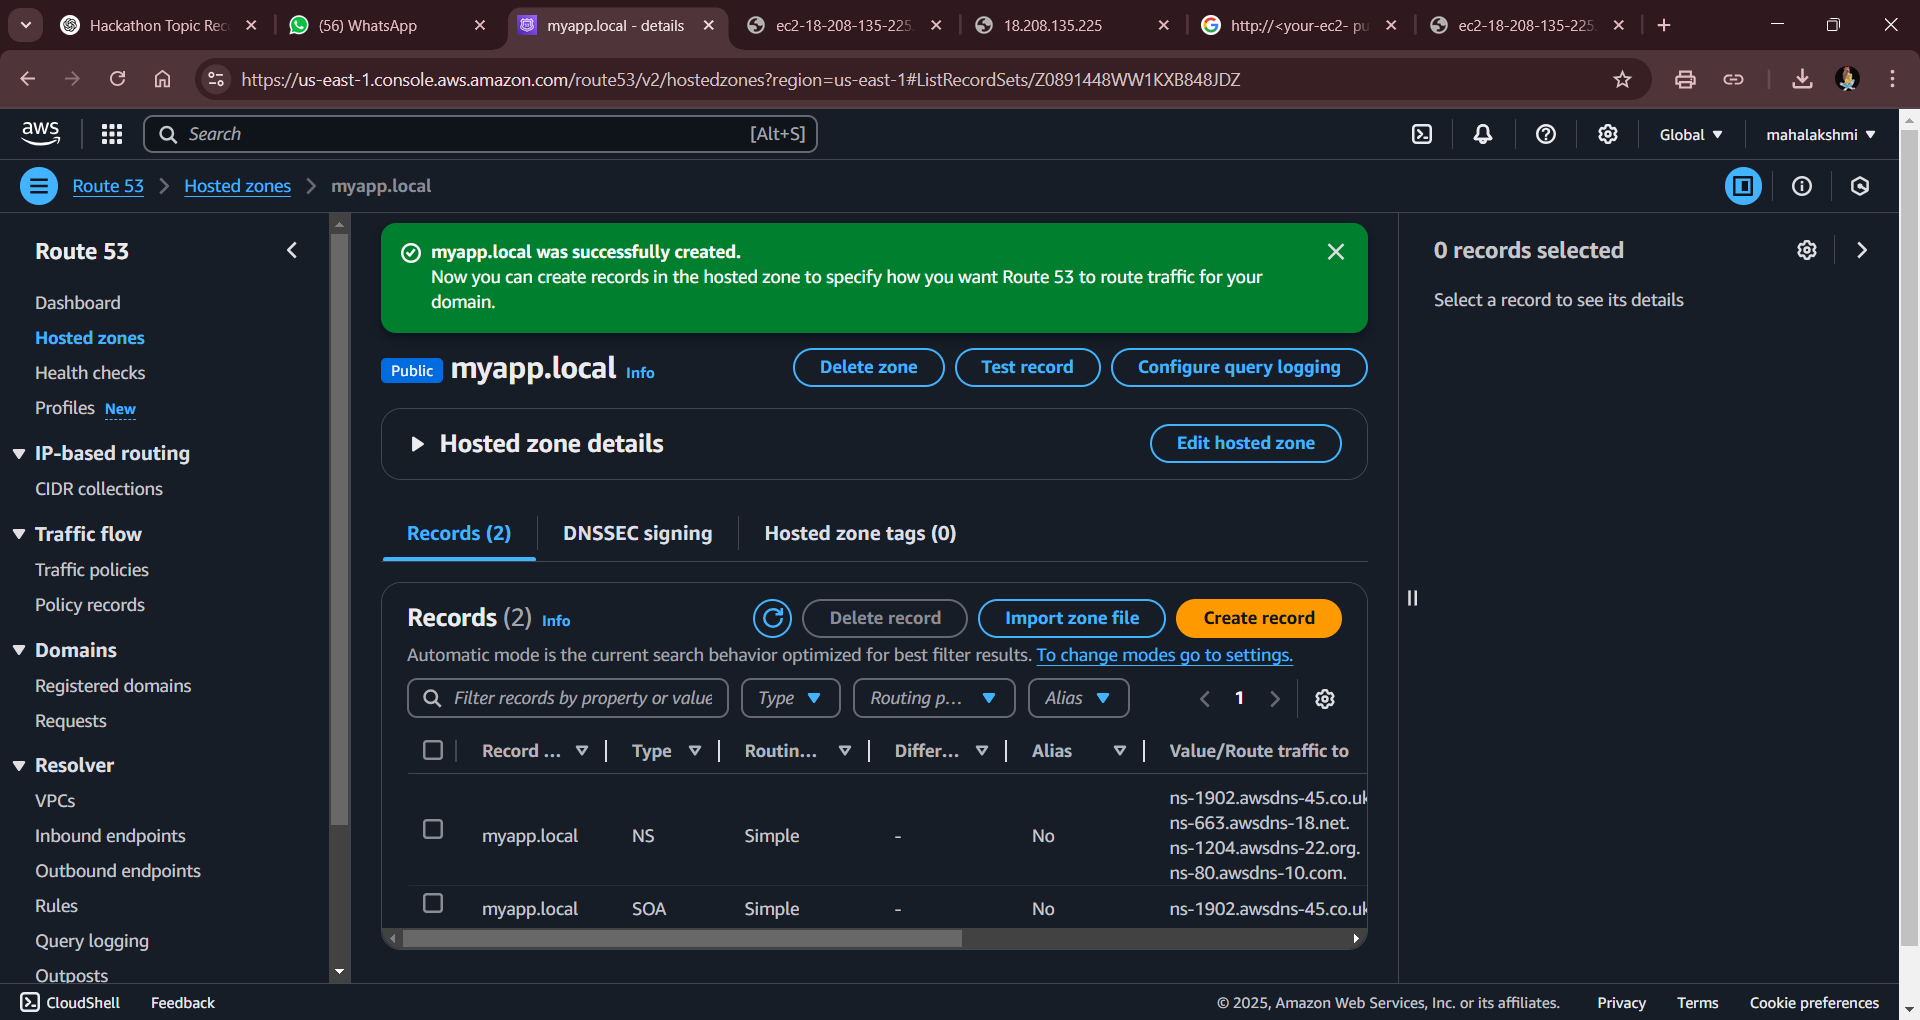 Hackathon Topic Rec
(56) WhatsApp
myapp.local - details
ec2-18-208-135-225.
18.208.135.225
http://<your-ec2- pu
ec2-18-208-135-225.
https://us-east-1.console.aws.amazon.com/route53/v2/hostedzones?region=us-east-1#ListRecordSets/Z0891448WW1KXB848JDZ
aws
Search
[Alt+S]
Global
mahalakshmi
Route 53
Hosted zones
myapp.local
Route 53
Dashboard
Hosted zones
Health checks
Profiles New
IP-based routing
CIDR collections
Traffic flow
Traffic policies
Policy records
Domains
Registered domains
Requests
Resolver
VPCs
Inbound endpoints
Outbound endpoints
Rules
Query logging
Outposts
myapp.local was successfully created.
Now you can create records in the hosted zone to specify how you want Route 53 to route traffic for your
domain.
Public myapp.local Info
Delete zone
Test record
Configure query logging
Hosted zone details
Edit hosted zone
Records (2)
DNSSEC signing
Hosted zone tags (0)
Records (2) Info
Delete record
Import zone file
Create record
Automatic mode is the current search behavior optimized for best filter results. To change modes go to settings.
Filter records by property or value
Type
Routing p...
Alias
1
Record ... Type Routin... Differ... Alias Value/Route traffic to
myapp.local NS Simple - No
ns-1902.awsdns-45.co.uk
ns-663.awsdns-18.net.
ns-1204.awsdns-22.org.
ns-80.awsdns-10.com.
myapp.local SOA Simple - No ns-1902.awsdns-45.co.uk
0 records selected
Select a record to see its details
CloudShell
Feedback
© 2025, Amazon Web Services, Inc. or its affiliates.
Privacy
Terms
Cookie preferences